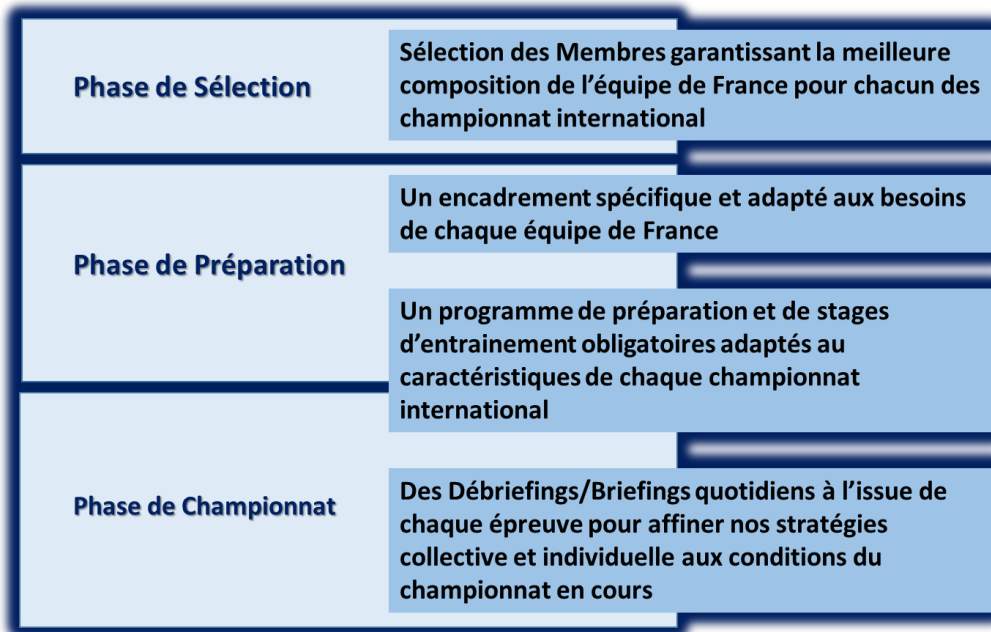 Phase de Sélection
Sélection des Membres garantissant la meilleure
composition de l'équipe de France pour chacun des
championnat international
Phase de Préparation
Un encadrement spécifique et adapté aux besoins
de chaque équipe de France
Un programme de préparation et de stages
d'entrainement obligatoires adaptés au
caractéristiques de chaque championnat
international
Phase de Championnat
Des Débriefings/Briefings quotidiens à l'issue de
chaque épreuve pour affiner nos stratégies
collective et individuelle aux conditions du
championnat en cours